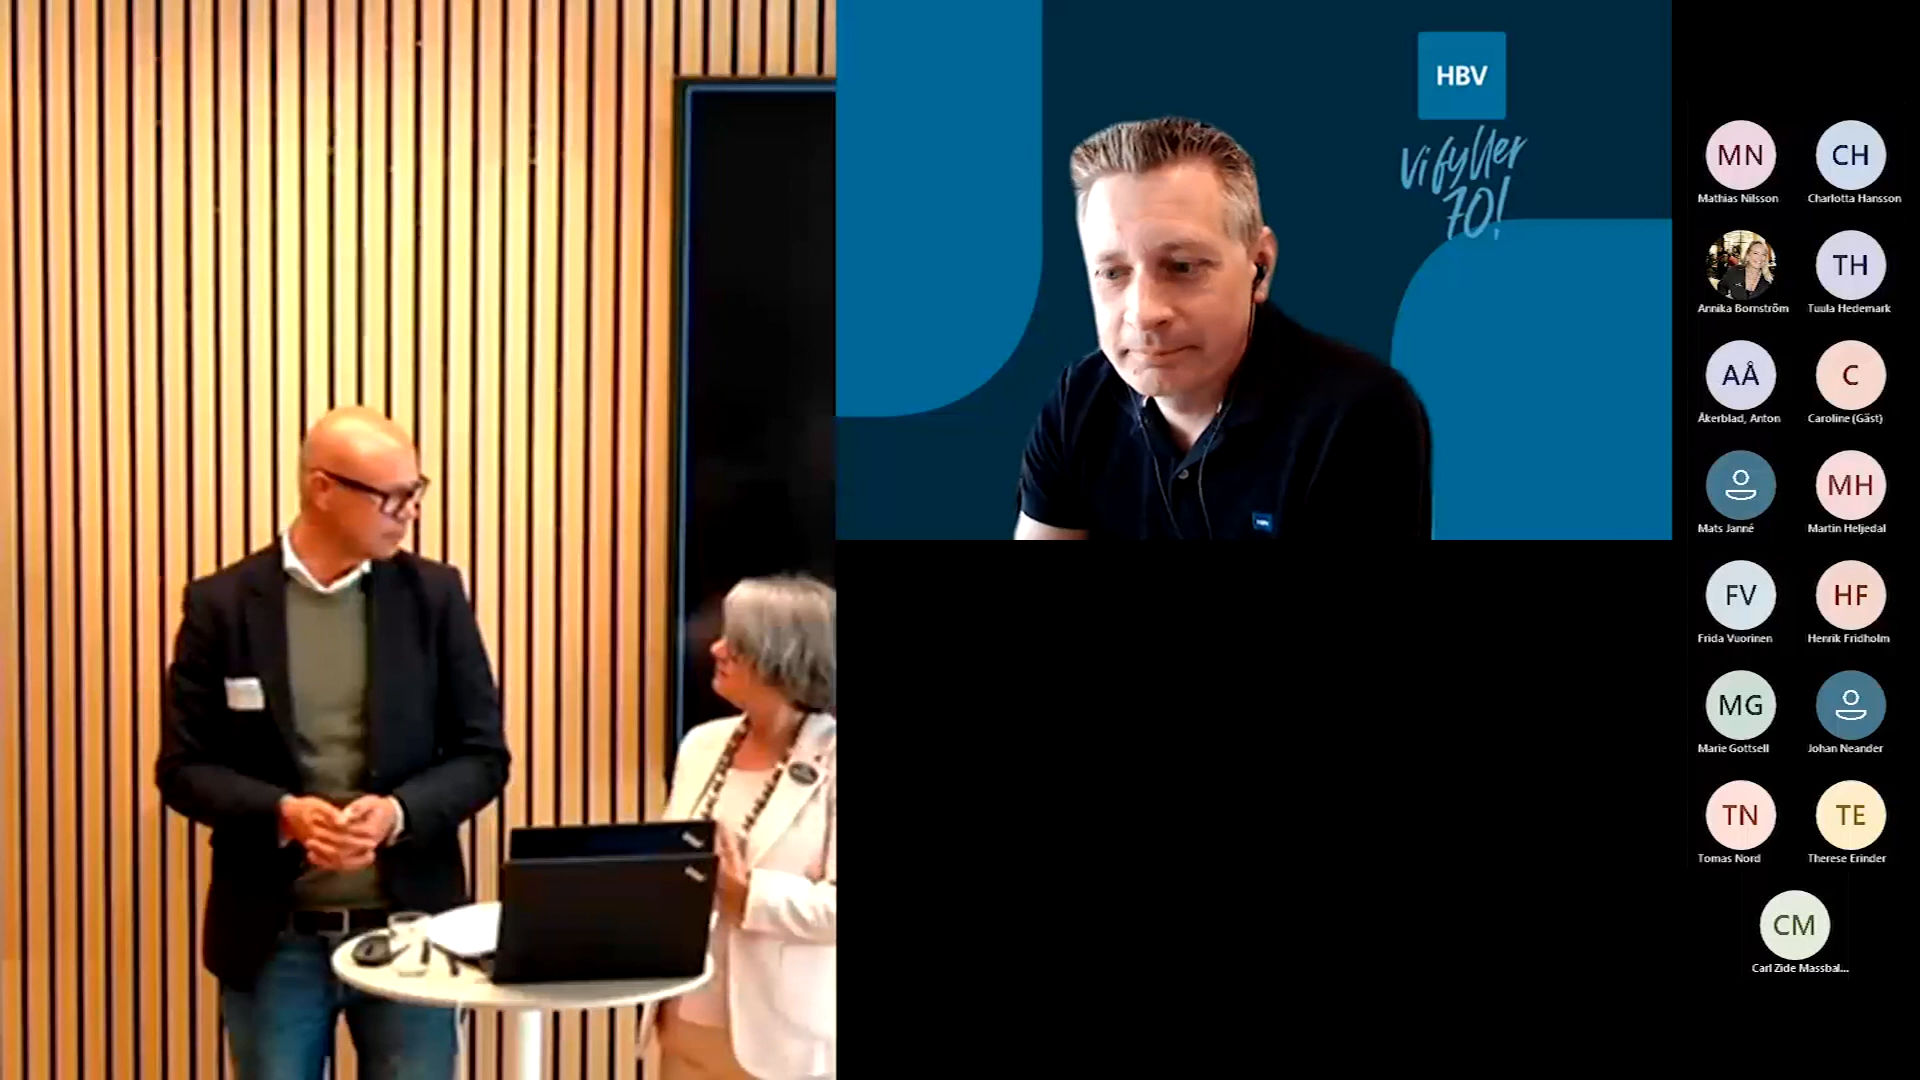 HBV
Vi fyller
70!
HBV
MN
Mathias Nilsson
CH
Charlotta Hansson
Annika Bornström
TH
Tuula Hedemark
AÅ
Åkerblad, Anton
C
Caroline (Gäst)
Mats Janné
MH
Martin Heljedal
FV
Frida Vuorinen
HF
Henrik Fridholm
MG
Marie Gottsell
Johan Neander
TN
Tomas Nord
TE
Therese Erinder
CM
Carl Zide Massbal...